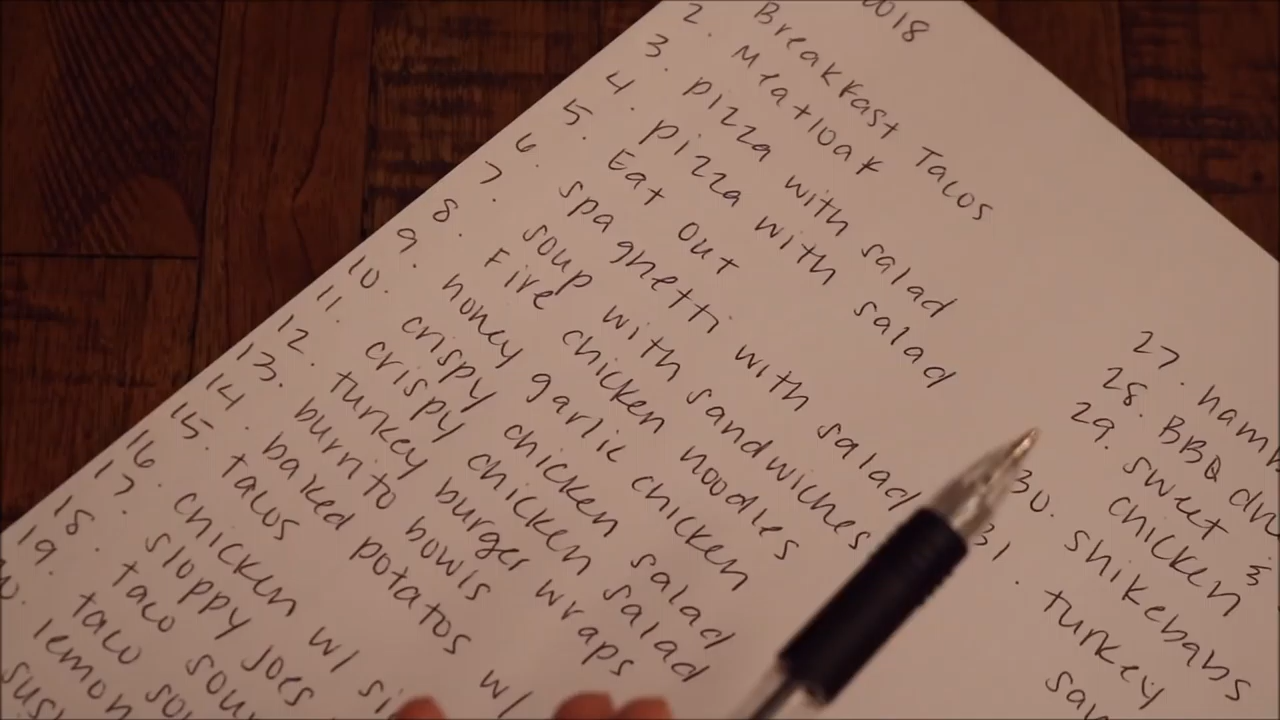 Breakfast Tacos
2. Meatloaf
3. pizza with salad
4. pizza with salad
5. Eat out
6. spaghetti with salad
7. soup with sandwiches
8. Fire chicken noodles
9. honey garlic chicken
10. crispy chicken salad
11. crispy chicken salad
12. turkey burger wraps
13. burrito bowls
14. baked potatos w/
15. tacos
16. chicken w/
17. sloppy joes
18. taco
19. taco
lemon
27.
28. BBQ
29. sweet &
chicken
30. shikebabs
31. turkey